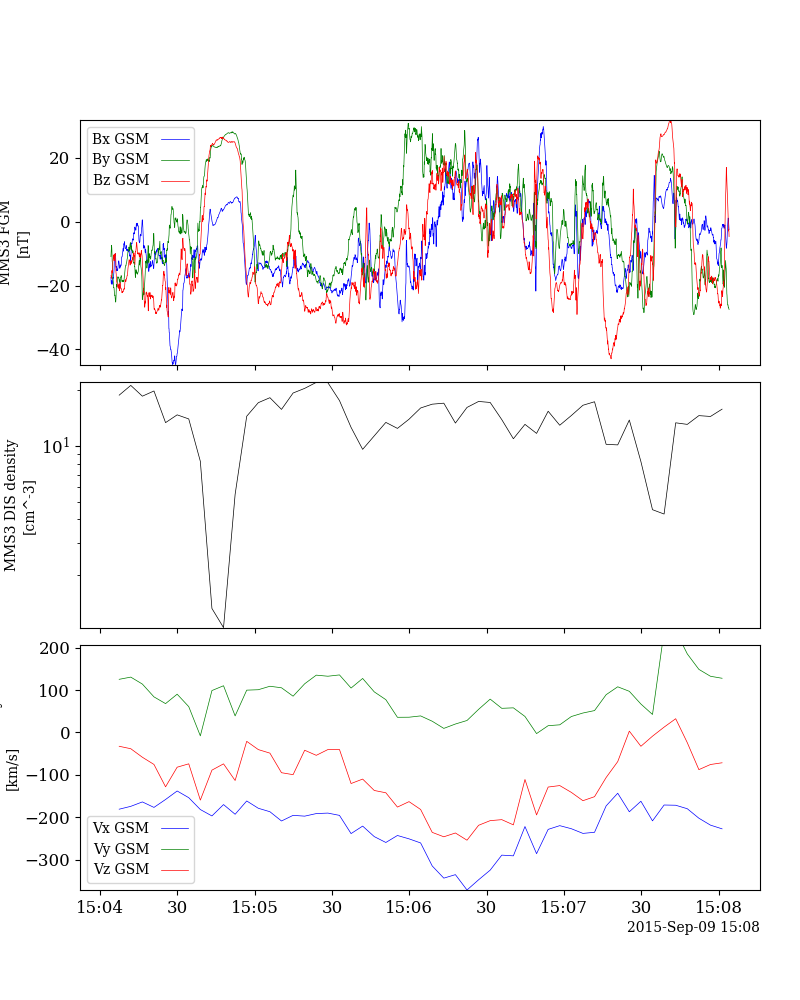 20
0
−20
−40
MMS3 FGM
[nT]
Bx GSM
By GSM
Bz GSM
10^1
MMS3 DIS density
[cm^-3]
200
100
0
−100
−200
−300
[km/s]
Vx GSM
Vy GSM
Vz GSM
15:04 30 15:05 30 15:06 30 15:07 30 15:08
2015-Sep-09 15:08